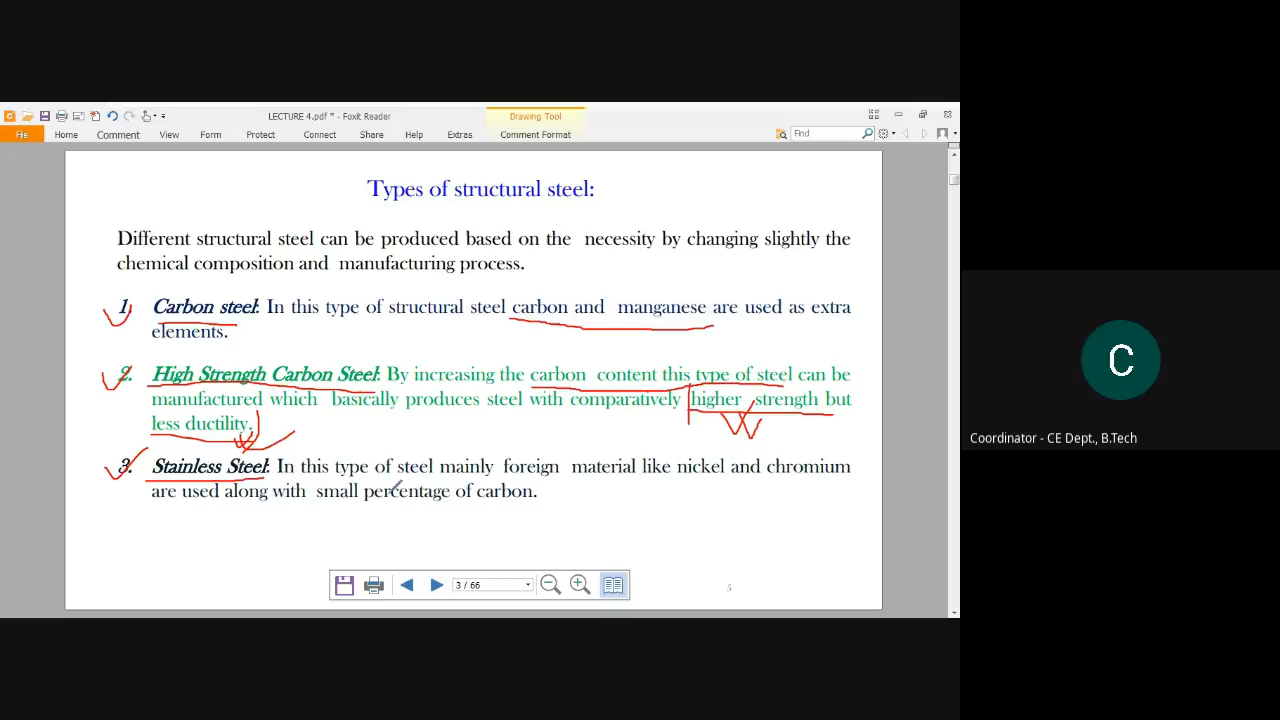 LECTURE 4.pdf * - Foxit Reader
Drawing Tool
File Home Comment View Form Protect Connect Share Help Extras Comment Format
Find
Types of structural steel:
Different structural steel can be produced based on the necessity by changing slightly the
chemical composition and manufacturing process.
1. Carbon steel: In this type of structural steel carbon and manganese are used as extra
elements.
2. High Strength Carbon Steel: By increasing the carbon content this type of steel can be
manufactured which basically produces steel with comparatively higher strength but
less ductility.
3. Stainless Steel: In this type of steel mainly foreign material like nickel and chromium
are used along with small percentage of carbon.
3 / 66
5
C
Coordinator - CE Dept., B.Tech